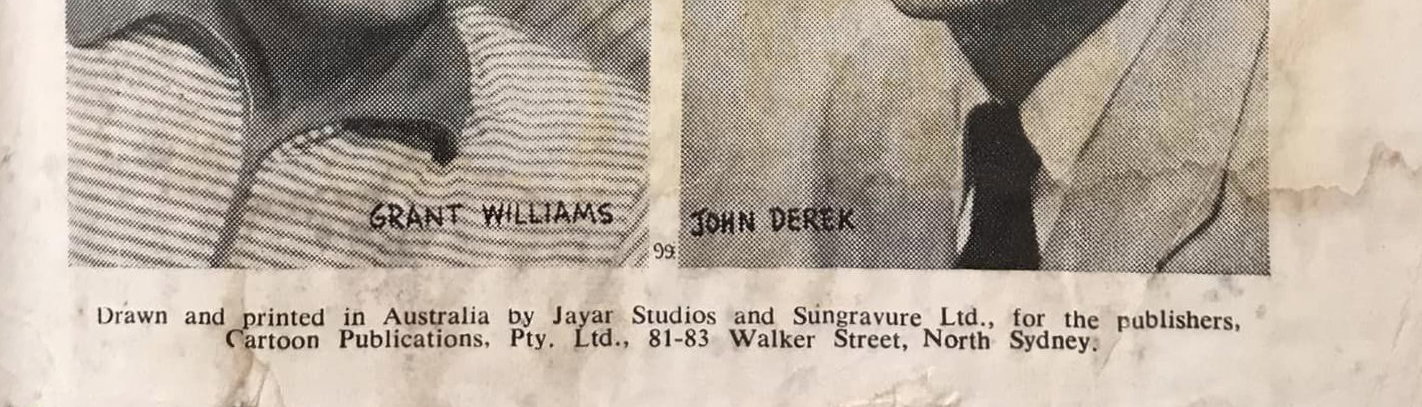 GRANT WILLIAMS
JOHN DEREK
99
Drawn and printed in Australia by Jayar Studios and Sungravure Ltd., for the publishers,
Cartoon Publications, Pty. Ltd., 81-83 Walker Street, North Sydney.